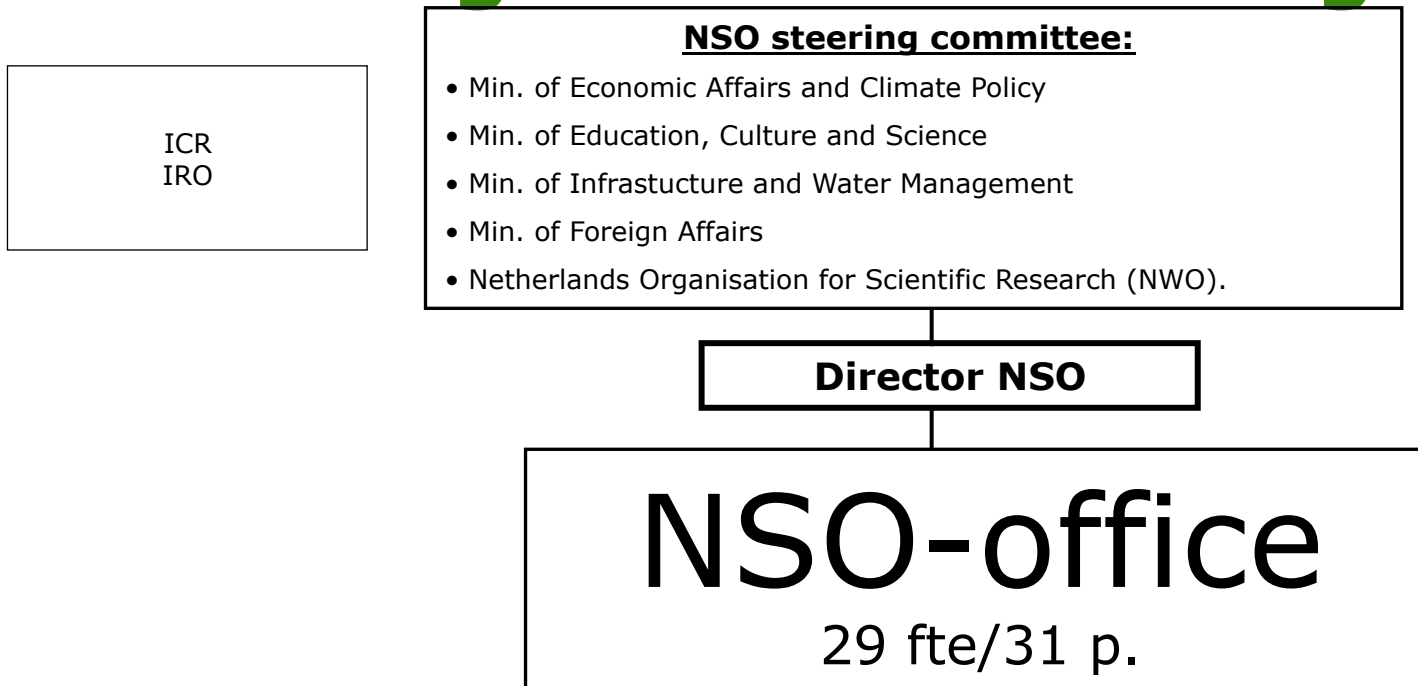 NSO steering committee:
• Min. of Economic Affairs and Climate Policy
• Min. of Education, Culture and Science
• Min. of Infrastucture and Water Management
• Min. of Foreign Affairs
• Netherlands Organisation for Scientific Research (NWO).
ICR
IRO
Director NSO
NSO-office
29 fte/31 p.